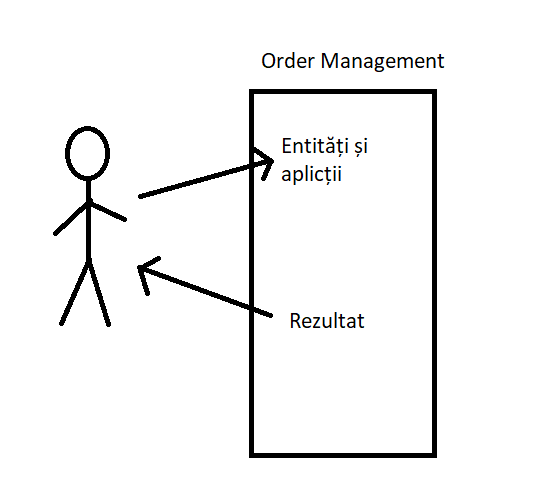 Order Management
Entități și
aplicții
Rezultat